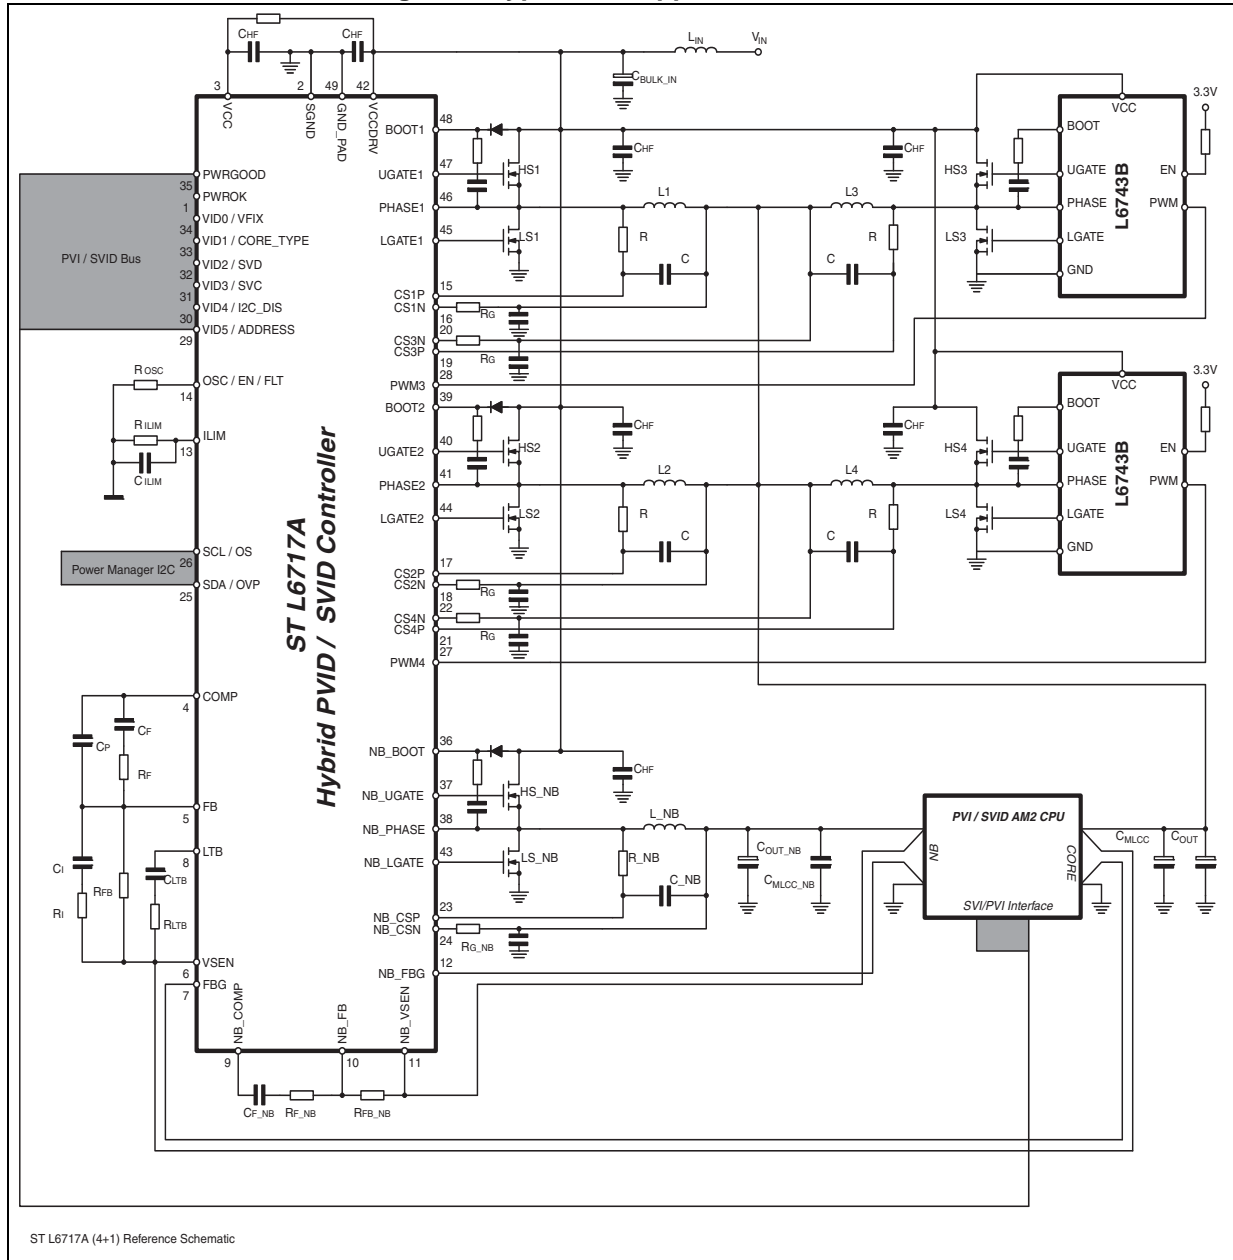 CHF
CHF
LIN
VIN
CBULK_IN
3
2
49
42
VCC
SGND
GND_PAD
VCCDRV
3.3V
VCC
BOOT
UGATE
PHASE
LGATE
GND
EN
PWM
L6743B
HS3
LS3
CHF
CHF
BOOT1
48
UGATE1
47
HS1
PHASE1
46
LGATE1
45
LS1
L1
L3
R
C
C
R
CS1P
15
CS1N
16
RG
CS3N
20
CS3P
19
RG
PWM3
28
PWRGOOD
35
PWROK
1
VID0 / VFIX
34
VID1 / CORE_TYPE
33
VID2 / SVD
32
VID3 / SVC
31
VID4 / I2C_DIS
30
VID5 / ADDRESS
29
PVI / SVID Bus
ROSC
OSC / EN / FLT
14
RILIM
ILIM
13
CILIM
BOOT2
39
UGATE2
40
HS2
PHASE2
41
LGATE2
44
LS2
CHF
CHF
L2
L4
R
C
C
R
HS4
LS4
3.3V
VCC
BOOT
UGATE
PHASE
LGATE
GND
EN
PWM
L6743B
CS2P
17
CS2N
18
RG
CS4N
22
CS4P
21
RG
PWM4
27
ST L6717A
Hybrid PVID / SVID Controller
SCL / OS
26
Power Manager I2C
SDA / OVP
25
COMP
4
CP
CF
RF
FB
5
LTB
8
CI
RFB
CLTB
RI
RLTB
VSEN
6
FBG
7
NB_BOOT
36
NB_UGATE
37
HS_NB
CHF
NB_PHASE
38
NB_LGATE
43
LS_NB
L_NB
R_NB
C_NB
COUT_NB
CMLCC_NB
NB_CSP
23
NB_CSN
24
RG_NB
NB_FBG
12
PVI / SVID AM2 CPU
NB
CORE
SVI/PVI Interface
CMLCC
COUT
NB_COMP
NB_FB
NB_VSEN
9
10
11
CF_NB
RF_NB
RFB_NB
ST L6717A (4+1) Reference Schematic